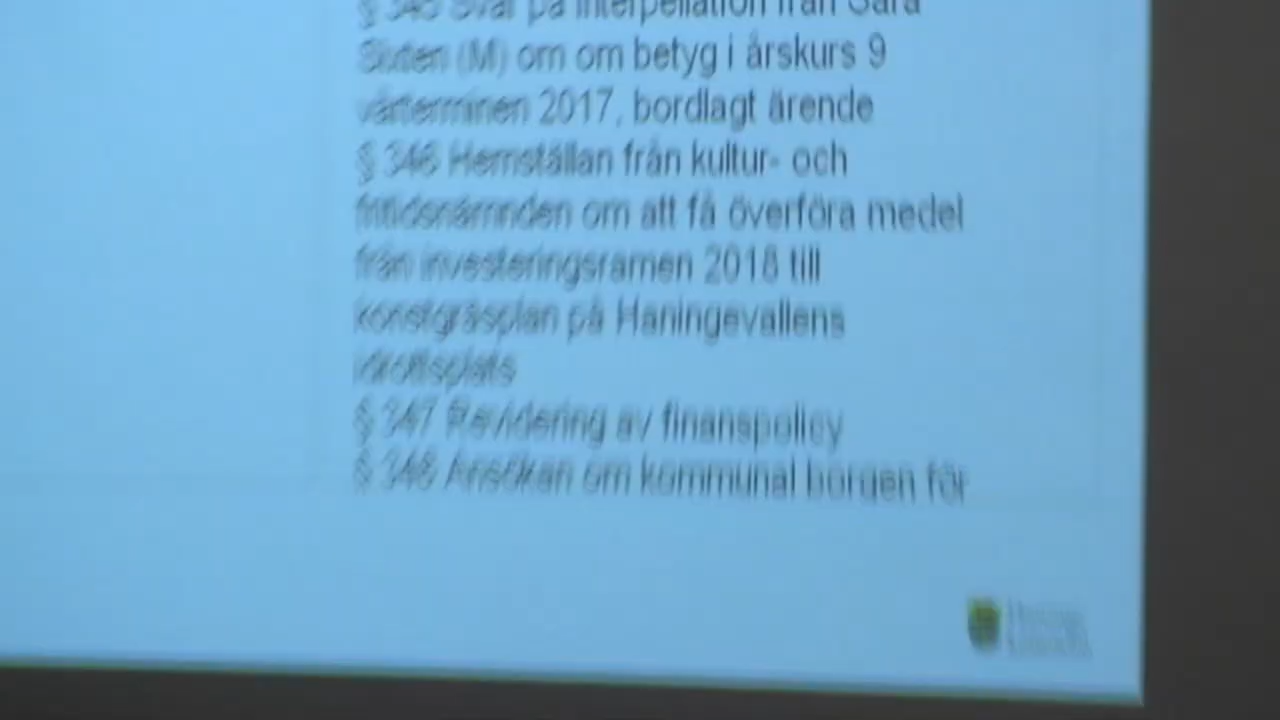 § 345 Svar på interpellation från Sara
Sixten (M) om om betyg i årskurs 9
vårterminen 2017, bordlagt ärende
§ 346 Hemställan från kultur- och
fritidsnämnden om att få överföra medel
från investeringsramen 2018 till
konstgräsplan på Haningevallens
idrottsplats
§ 347 Revidering av finanspolicy
§ 348 Ansökan om kommunal borgen för